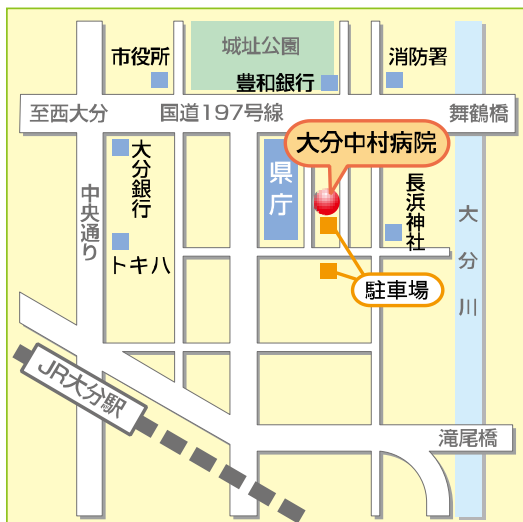 城址公園
市役所
消防署
豊和銀行
至西大分
国道197号線
舞鶴橋
大分中村病院
大分銀行
県庁
長浜神社
中央通り
大分川
トキハ
駐車場
JR大分駅
滝尾橋